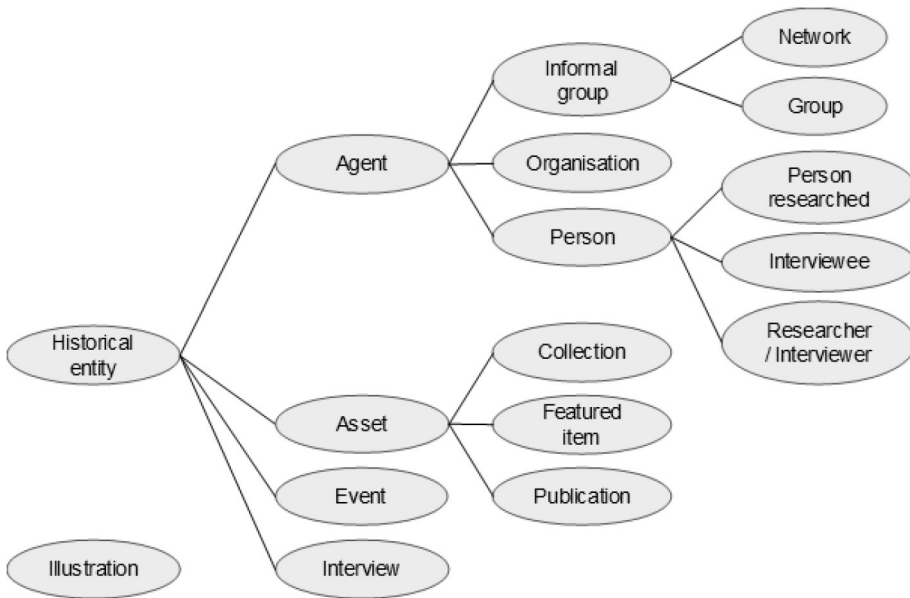 Network
Informal
group
Group
Agent
Organisation
Person
researched
Person
Interviewee
Researcher
/ Interviewer
Historical
entity
Collection
Asset
Featured
item
Event
Publication
Illustration
Interview